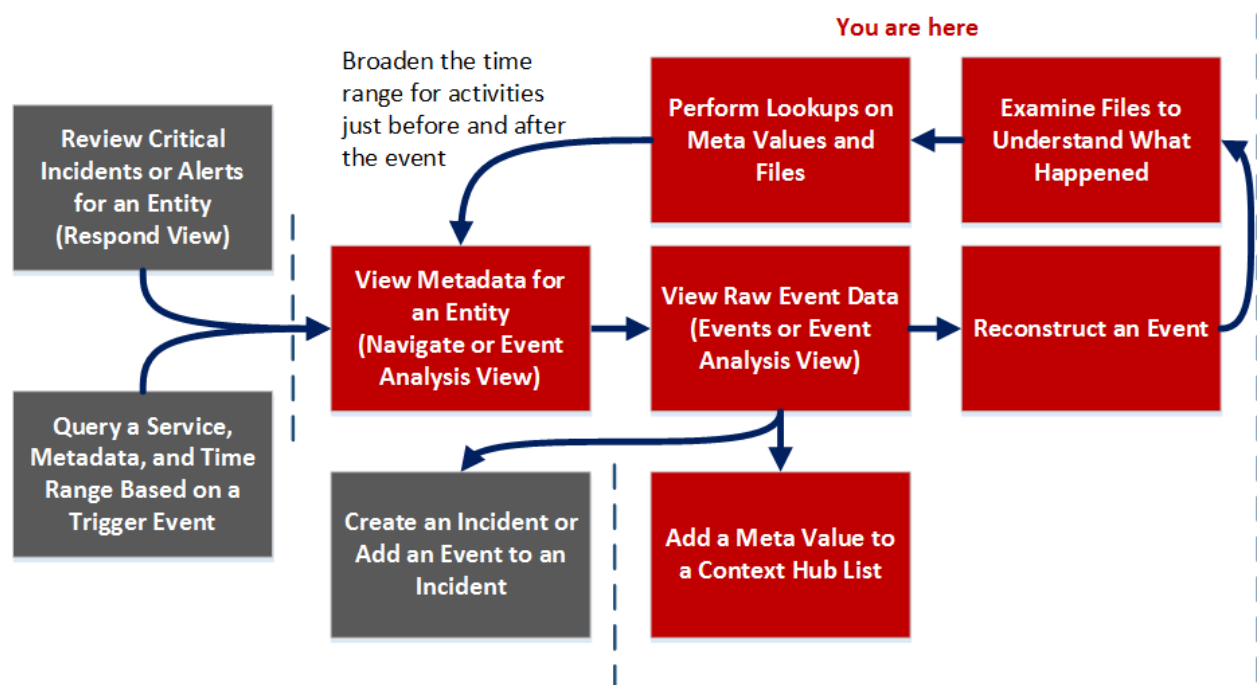 You are here
Broaden the time
range for activities
just before and after
the event
Perform Lookups on
Meta Values and
Files
Examine Files to
Understand What
Happened
Review Critical
Incidents or Alerts
for an Entity
(Respond View)
View Metadata for
an Entity
(Navigate or Event
Analysis View)
View Raw Event Data
(Events or Event
Analysis View)
Reconstruct an Event
Query a Service,
Metadata, and Time
Range Based on a
Trigger Event
Create an Incident or
Add an Event to an
Incident
Add a Meta Value to
a Context Hub List